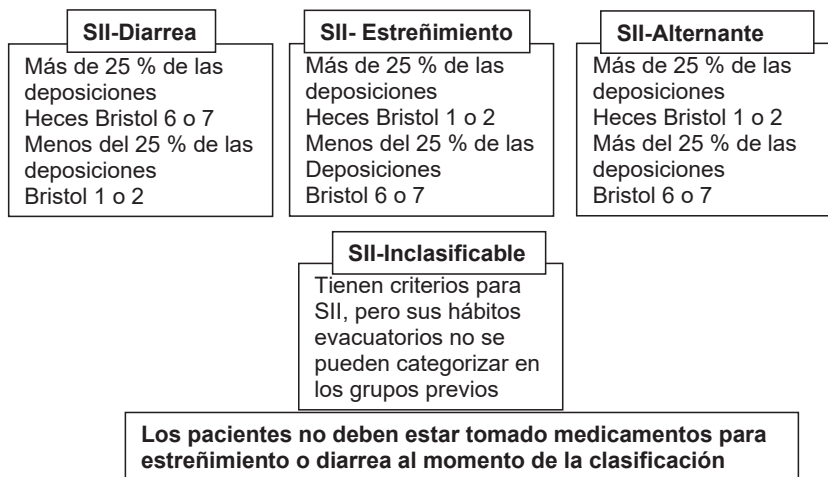 SII-Diarrea
Más de 25 % de las
deposiciones
Heces Bristol 6 o 7
Menos del 25 % de las
deposiciones
Bristol 1 o 2
SII- Estreñimiento
Más de 25 % de las
deposiciones
Heces Bristol 1 o 2
Menos del 25 % de las
Deposiciones
Bristol 6 o 7
SII-Alternante
Más de 25 % de las
deposiciones
Heces Bristol 1 o 2
Más del 25 % de las
deposiciones
Bristol 6 o 7
SII-Inclasificable
Tienen criterios para
SII, pero sus hábitos
evacuatorios no se
pueden categorizar en
los grupos previos
Los pacientes no deben estar tomado medicamentos para
estreñimiento o diarrea al momento de la clasificación